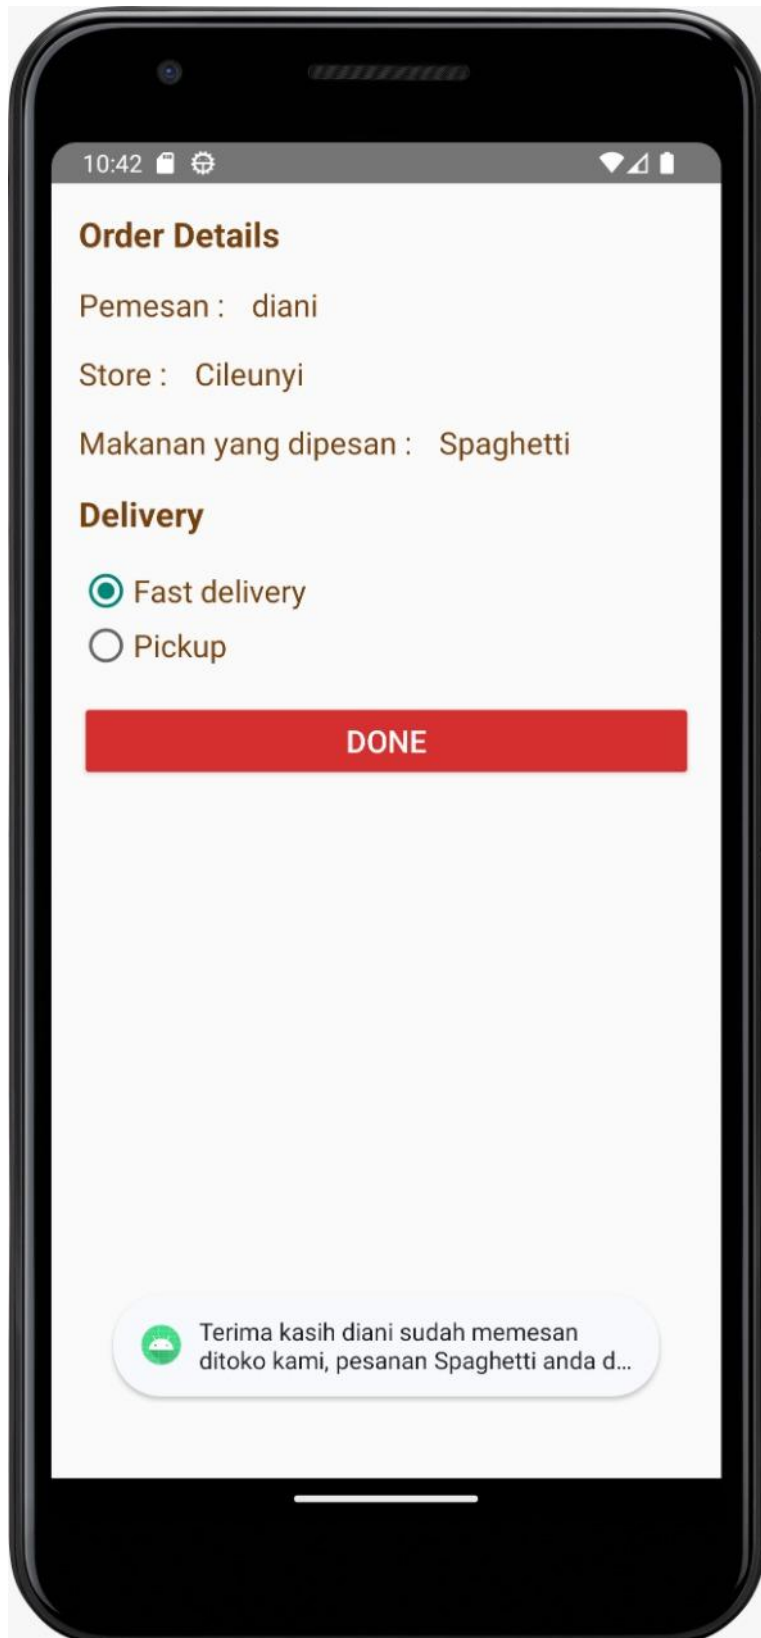 10:42
Order Details
Pemesan : diani
Store : Cileunyi
Makanan yang dipesan : Spaghetti
Delivery
Fast delivery
Pickup
DONE
Terima kasih diani sudah memesan
ditoko kami, pesanan Spaghetti anda d...